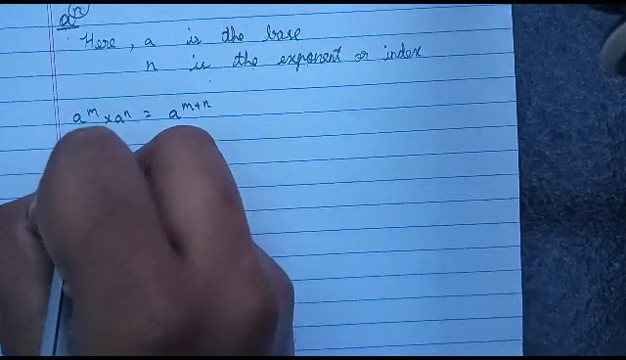 aⁿ
Here, a is the base
n is the exponent or index
aᵐ × aⁿ = aᵐ⁺ⁿ